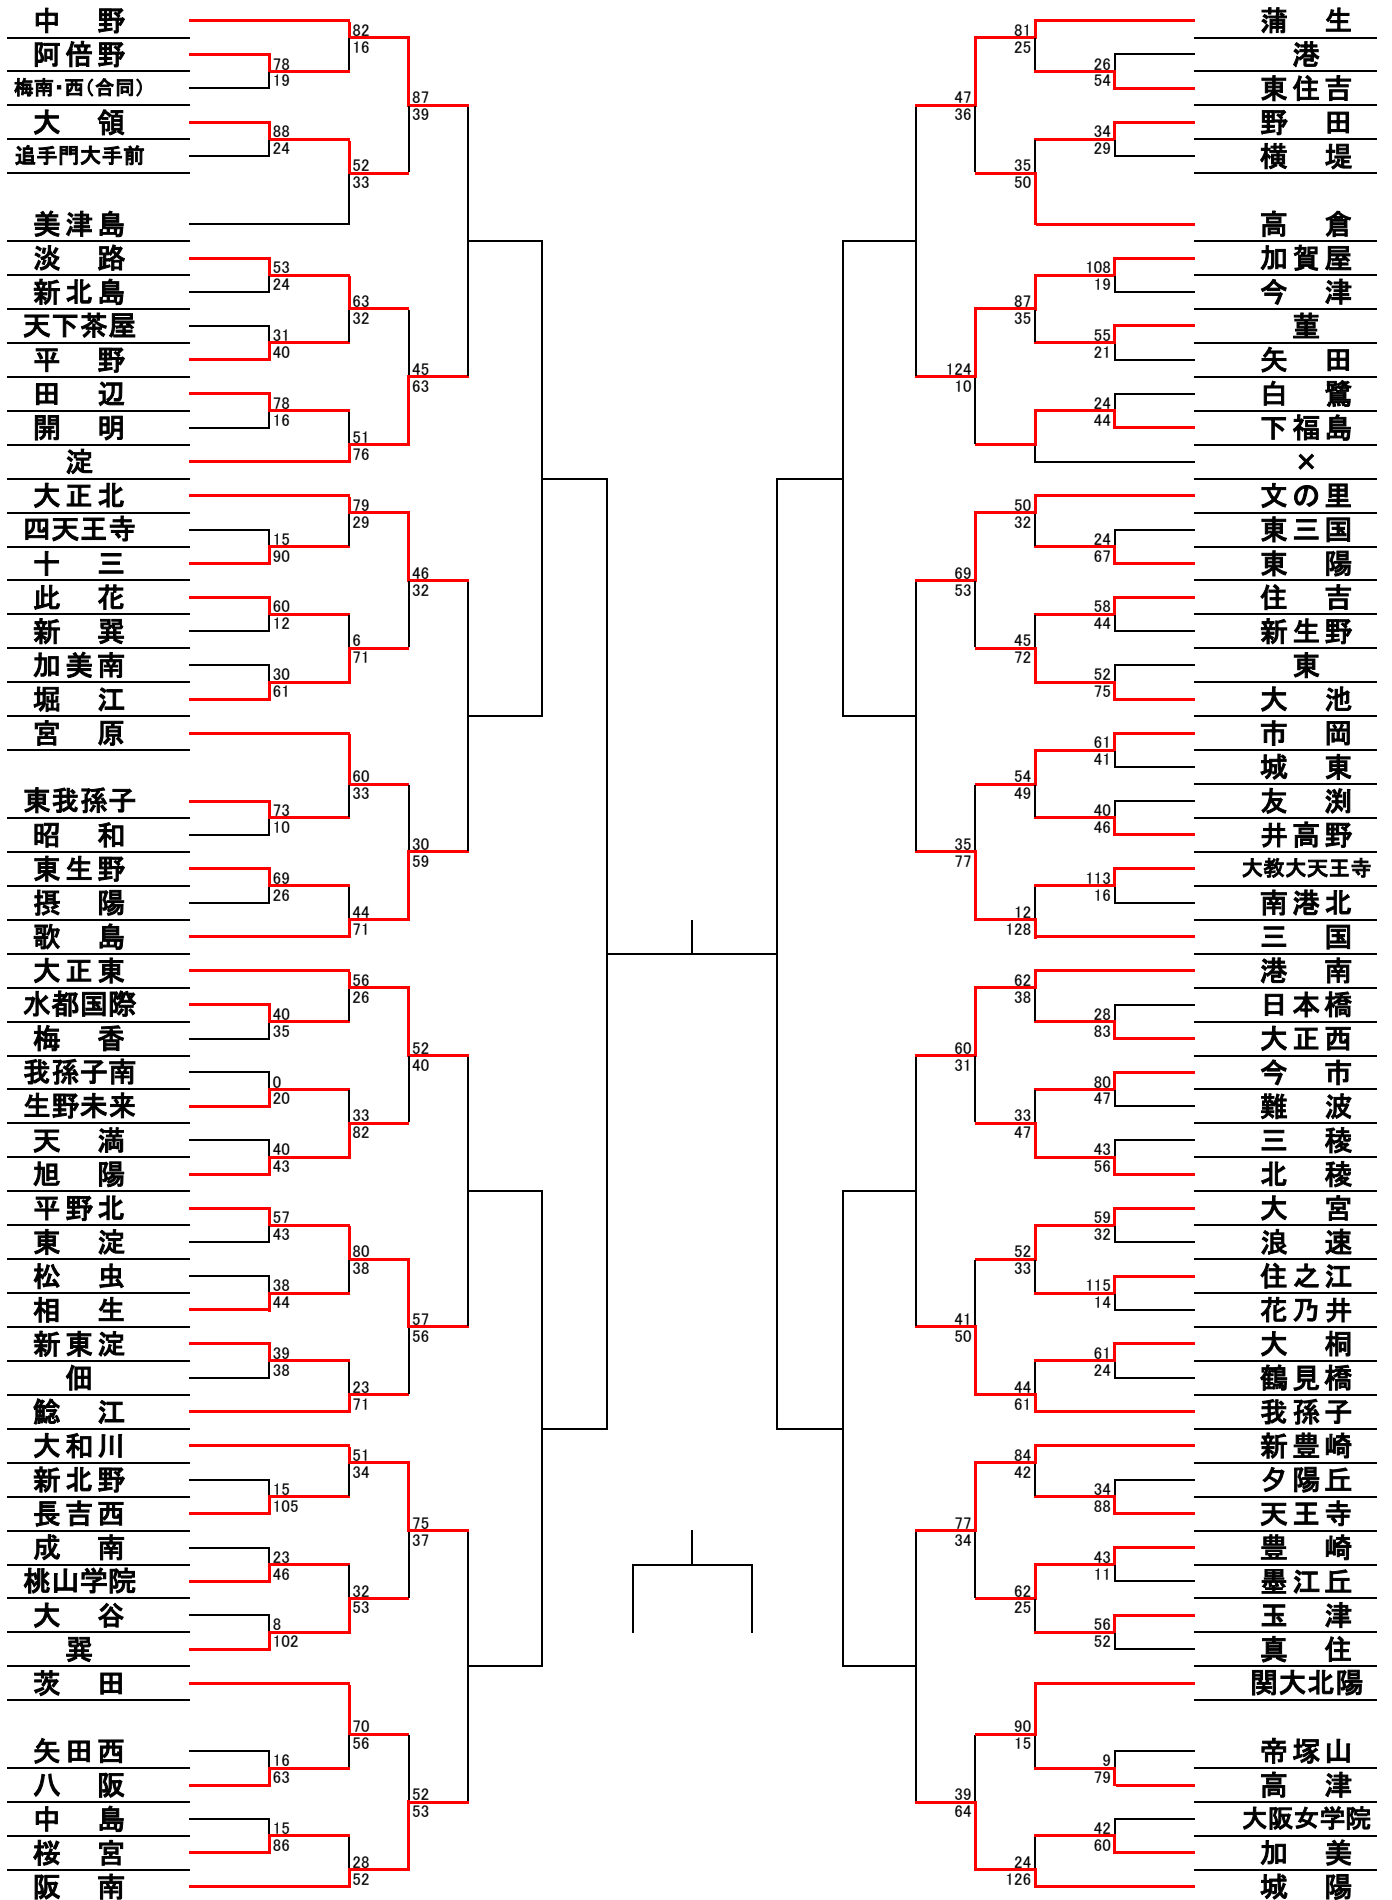 中野
阿倍野
梅南・西（合同）
大領
追手門大手前
美津島
淡路
新北島
天下茶屋
平野
田辺
開明
淀
大正北
四天王寺
十三
此花
新巽
加美南
堀江
宮原
東我孫子
昭和
東生野
摂陽
歌島
大正東
水都国際
梅香
我孫子南
生野未来
天満
旭陽
平野北
東淀
松虫
相生
新東淀
佃
鯰江
大和川
新北野
長吉西
成南
桃山学院
大谷
巽
茨田
矢田西
八阪
中島
桜宮
阪南
78
19
88
24
53
24
31
40
78
16
15
90
60
12
30
61
73
10
69
26
40
35
0
20
40
43
57
43
38
44
39
38
15
105
23
46
8
102
16
63
15
86
82
16
52
33
63
32
51
76
79
29
6
71
60
33
44
71
56
26
33
82
80
38
23
71
51
34
32
53
70
56
28
52
87
39
45
63
46
32
30
59
52
40
57
56
75
37
52
53
47
36
124
10
69
53
35
77
60
31
41
50
77
34
39
64
81
25
35
50
87
35
50
32
45
72
54
49
12
128
62
38
33
47
52
33
44
61
84
42
62
25
90
15
24
126
26
54
34
29
108
19
55
21
24
44
24
67
58
44
52
75
61
41
40
46
113
16
28
83
80
47
43
56
59
32
115
14
61
24
34
88
43
11
56
52
9
79
42
60
蒲生
港
東住吉
野田
横堤
高倉
加賀屋
今津
菫
矢田
白鷺
下福島
×
文の里
東三国
東陽
住吉
新生野
東
大池
市岡
城東
友渕
井高野
大教大天王寺
南港北
三国
港南
日本橋
大正西
今市
難波
三稜
北稜
大宮
浪速
住之江
花乃井
大桐
鶴見橋
我孫子
新豊崎
夕陽丘
天王寺
豊崎
墨江丘
玉津
真住
関大北陽
帝塚山
高津
大阪女学院
加美
城陽